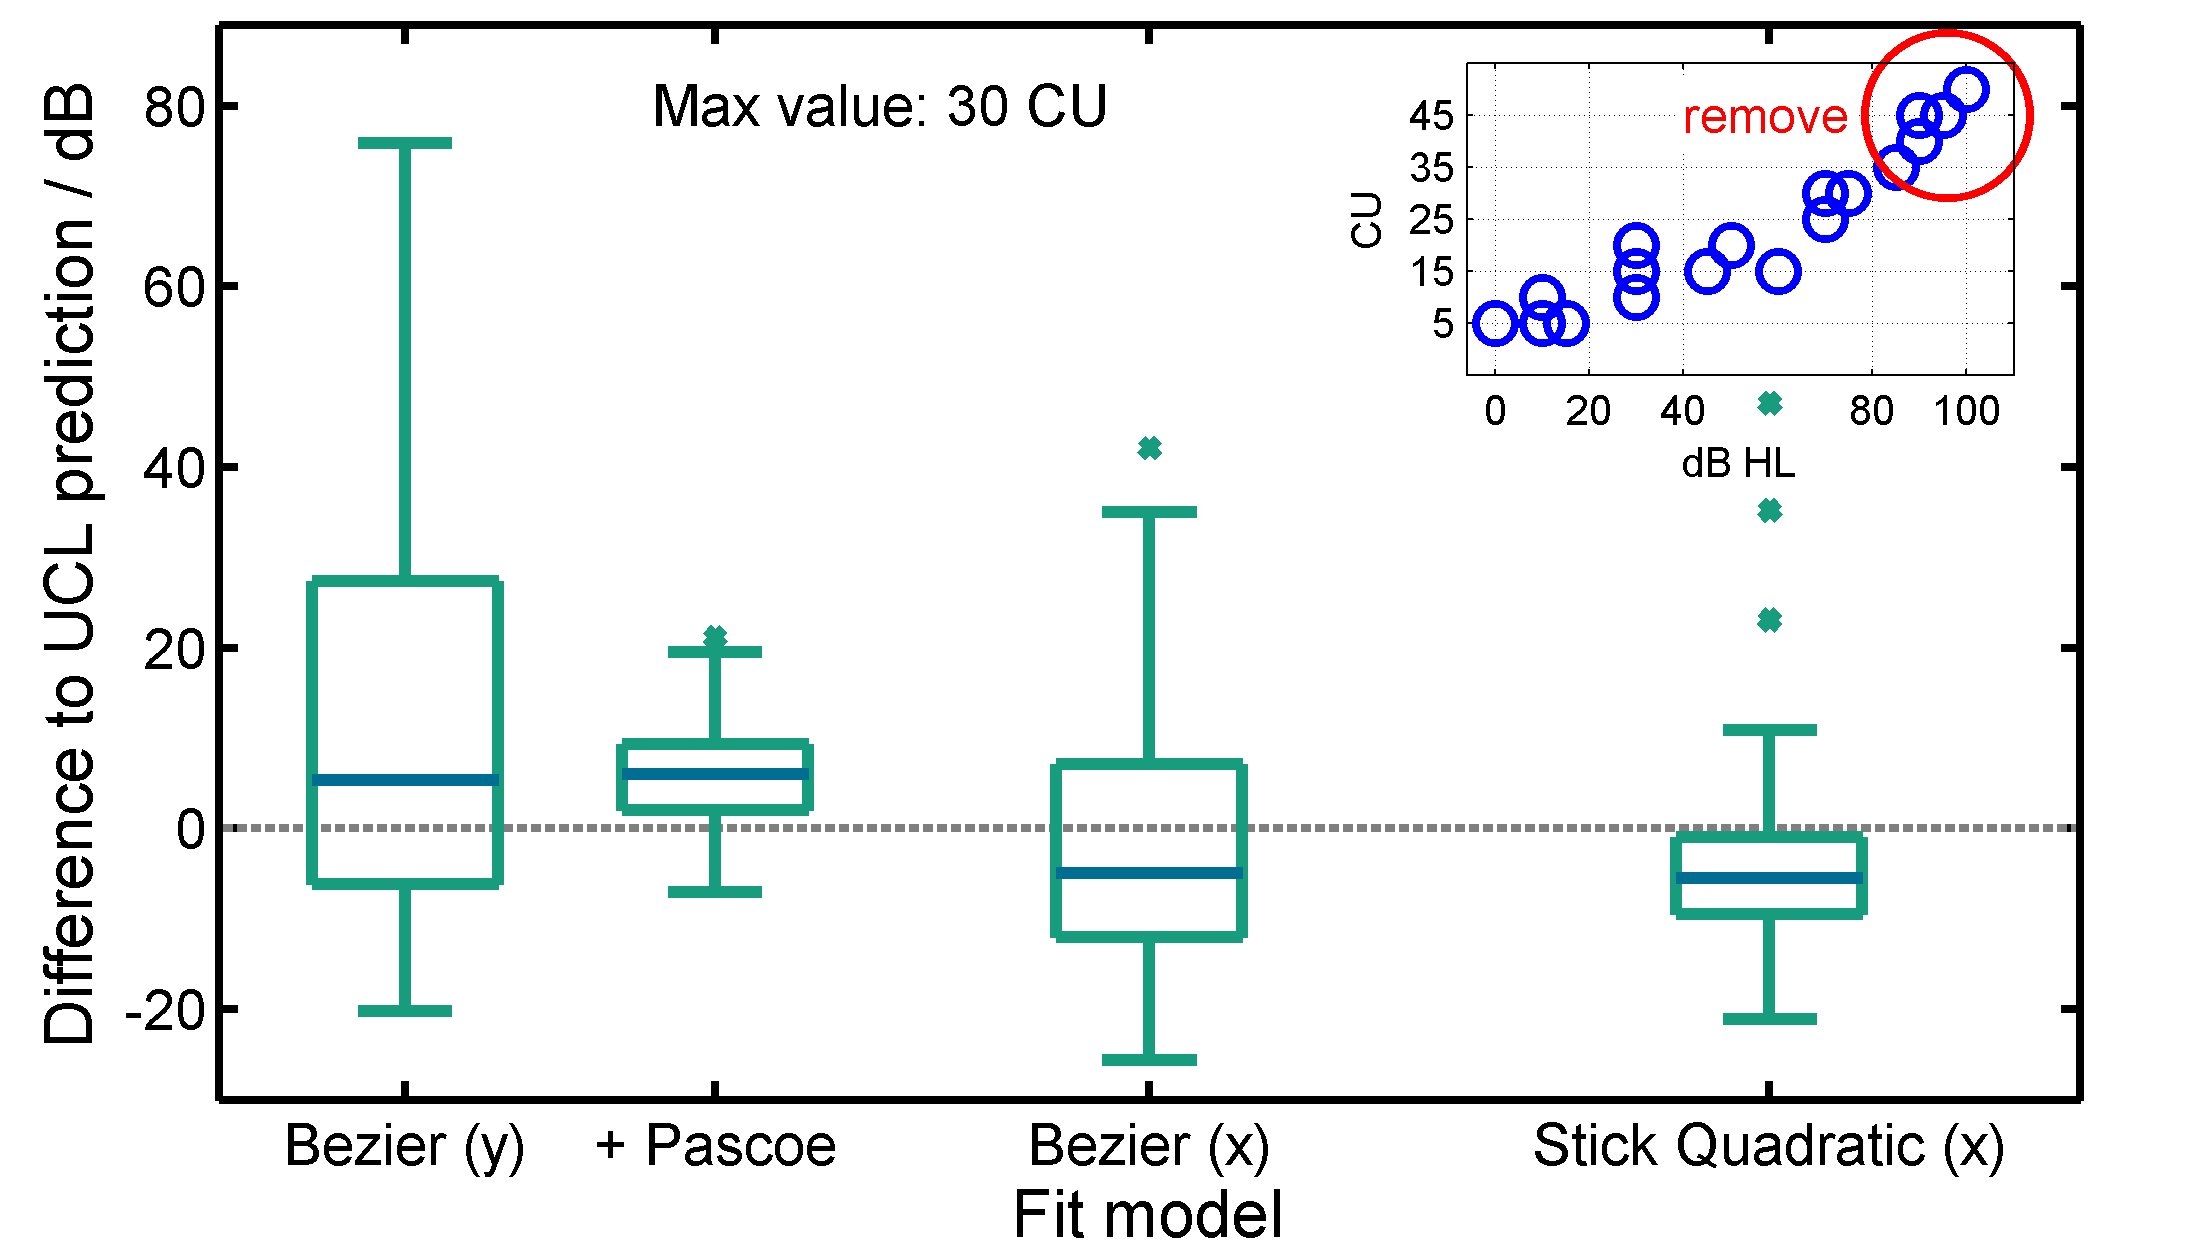 Difference to UCL prediction / dB
80
60
40
20
0
-20
Max value: 30 CU
remove
CU
45
35
25
15
5
0 20 40 80 100
dB HL
Bezier (y) + Pascoe Bezier (x) Stick Quadratic (x)
Fit model